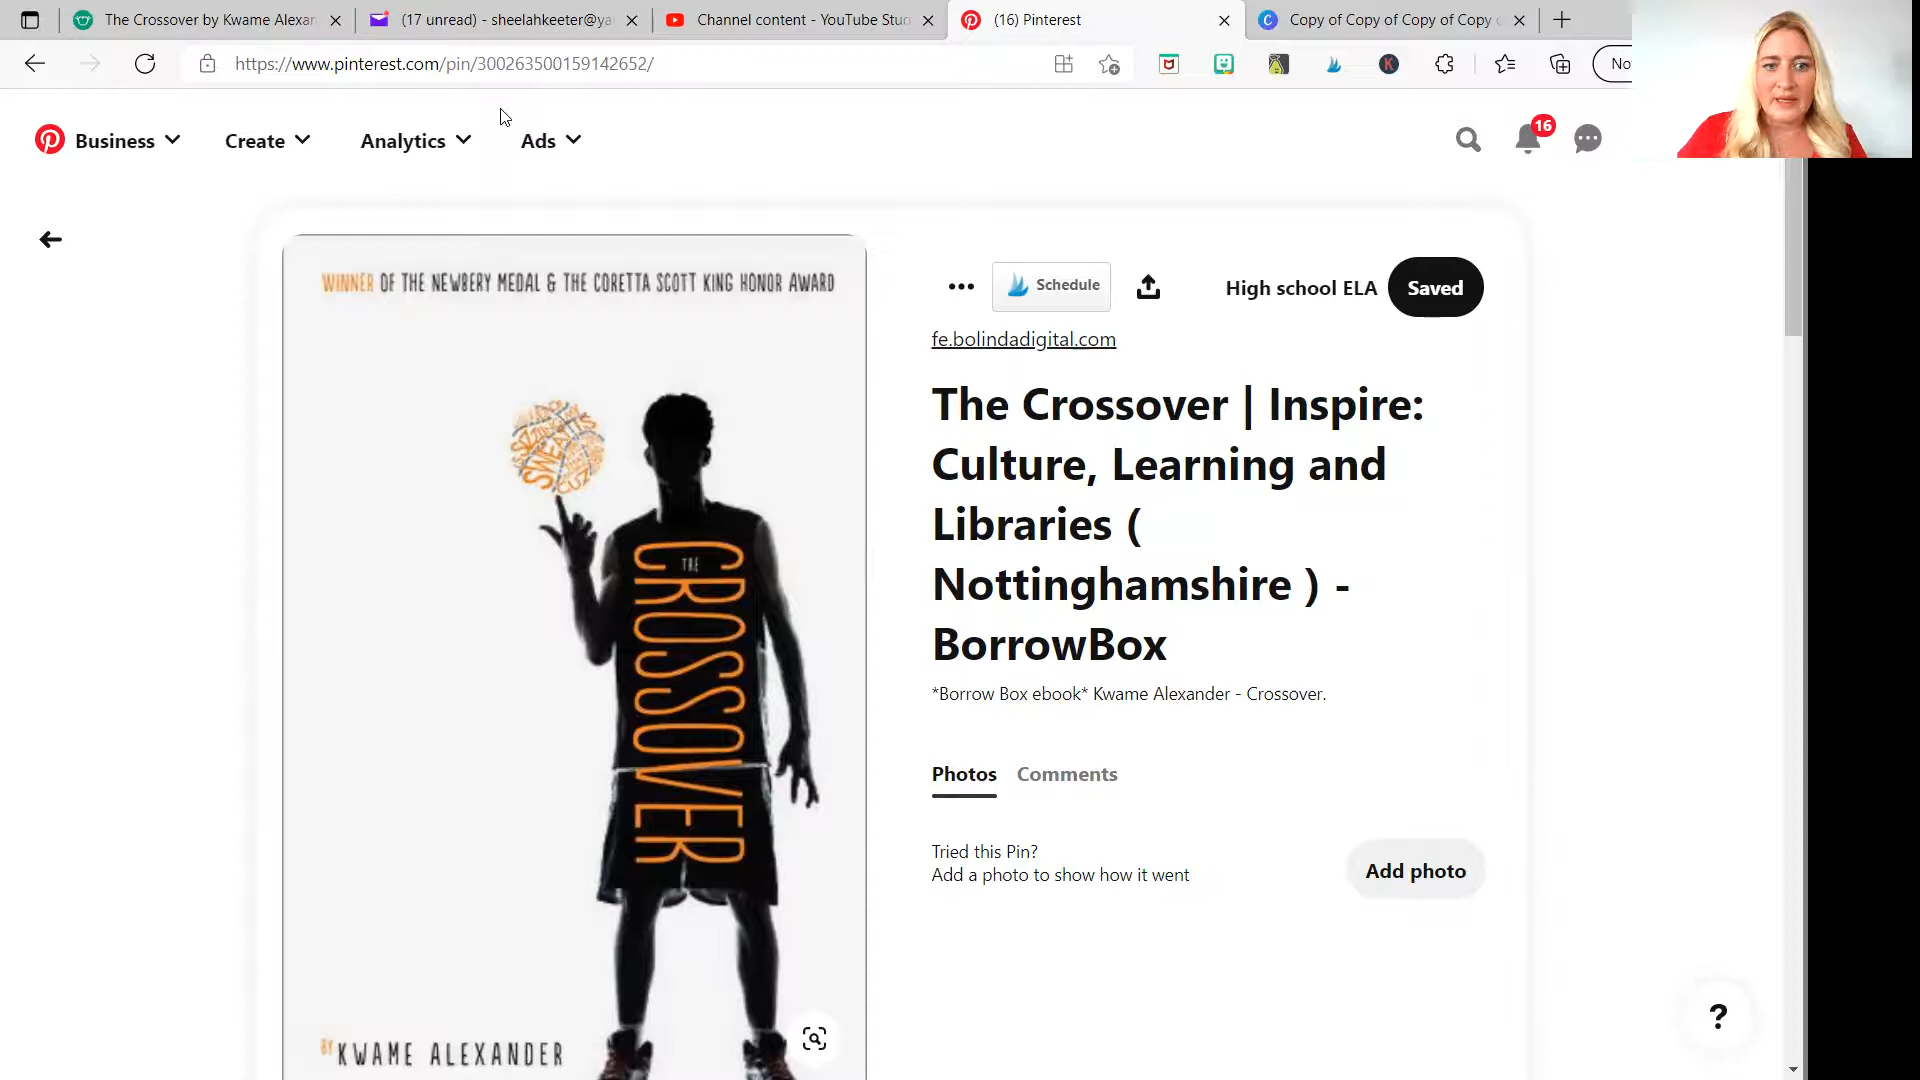 The Crossover by Kwame Alexan
(17 unread) - sheelahkeeter@ya
Channel content - YouTube Stud
(16) Pinterest
Copy of Copy of Copy of Copy
https://www.pinterest.com/pin/300263500159142652/
No
Business
Create
Analytics
Ads
16
WINNER OF THE NEWBERY MEDAL & THE CORETTA SCOTT KING HONOR AWARD
THE
CROSSOVER
BY KWAME ALEXANDER
Schedule
High school ELA
Saved
fe.bolindadigital.com
The Crossover | Inspire:
Culture, Learning and
Libraries (
Nottinghamshire ) -
BorrowBox
*Borrow Box ebook* Kwame Alexander - Crossover.
Photos
Comments
Tried this Pin?
Add a photo to show how it went
Add photo
?